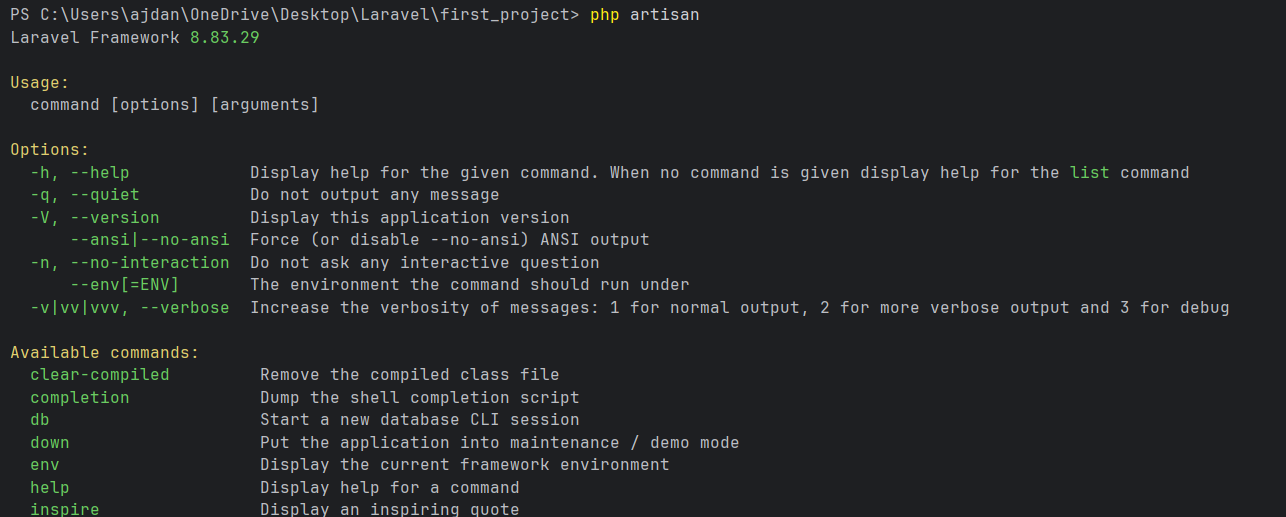 PS C:\Users\ajdan\OneDrive\Desktop\Laravel\first_project> php artisan
Laravel Framework 8.83.29
Usage:
command [options] [arguments]
Options:
-h, --help Display help for the given command. When no command is given display help for the list command
-q, --quiet Do not output any message
-V, --version Display this application version
--ansi|--no-ansi Force (or disable --no-ansi) ANSI output
-n, --no-interaction Do not ask any interactive question
--env[=ENV] The environment the command should run under
-v|vv|vvv, --verbose Increase the verbosity of messages: 1 for normal output, 2 for more verbose output and 3 for debug
Available commands:
clear-compiled Remove the compiled class file
completion Dump the shell completion script
db Start a new database CLI session
down Put the application into maintenance / demo mode
env Display the current framework environment
help Display help for a command
inspire Display an inspiring quote